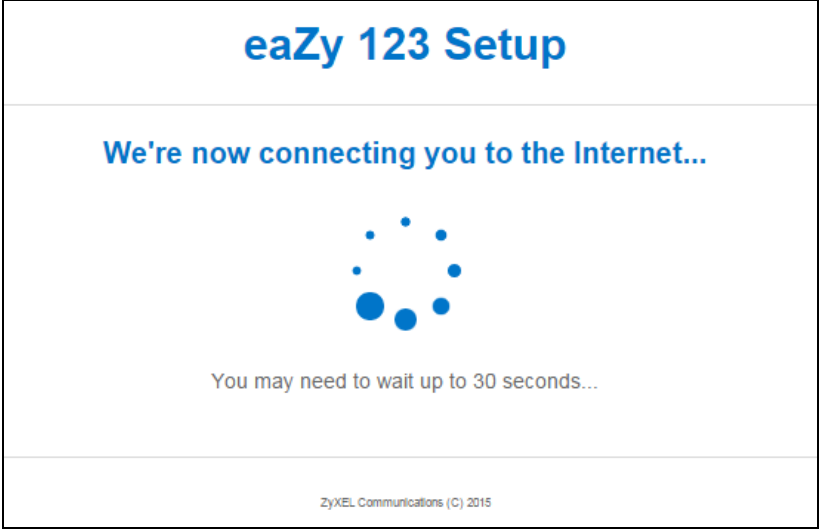 eaZy 123 Setup
We're now connecting you to the Internet...
You may need to wait up to 30 seconds...
ZyXEL Communications (C) 2015